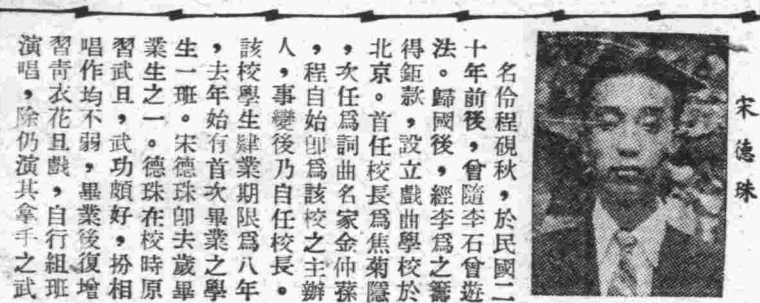 宋德珠
名伶程硯秋，於民國二
十年前後，曾隨李石曾遊
法。歸國後，經李爲之籌
得鉅款，設立戲曲學校於
北京。首任校長爲焦菊隱
，次任爲詞曲名家金仲蓀
，程自始卽爲該校之主辦
人，事變後乃自任校長。
該校學生肄業期限爲八年
，去年始有首次畢業之學
生一班。宋德珠卽去歲畢
業生之一。德珠在校時原
習武旦，武功頗好，扮相
唱作均不弱，畢業後復增
習靑衣花旦戲，自行組班
演唱，除仍演其拿手之武